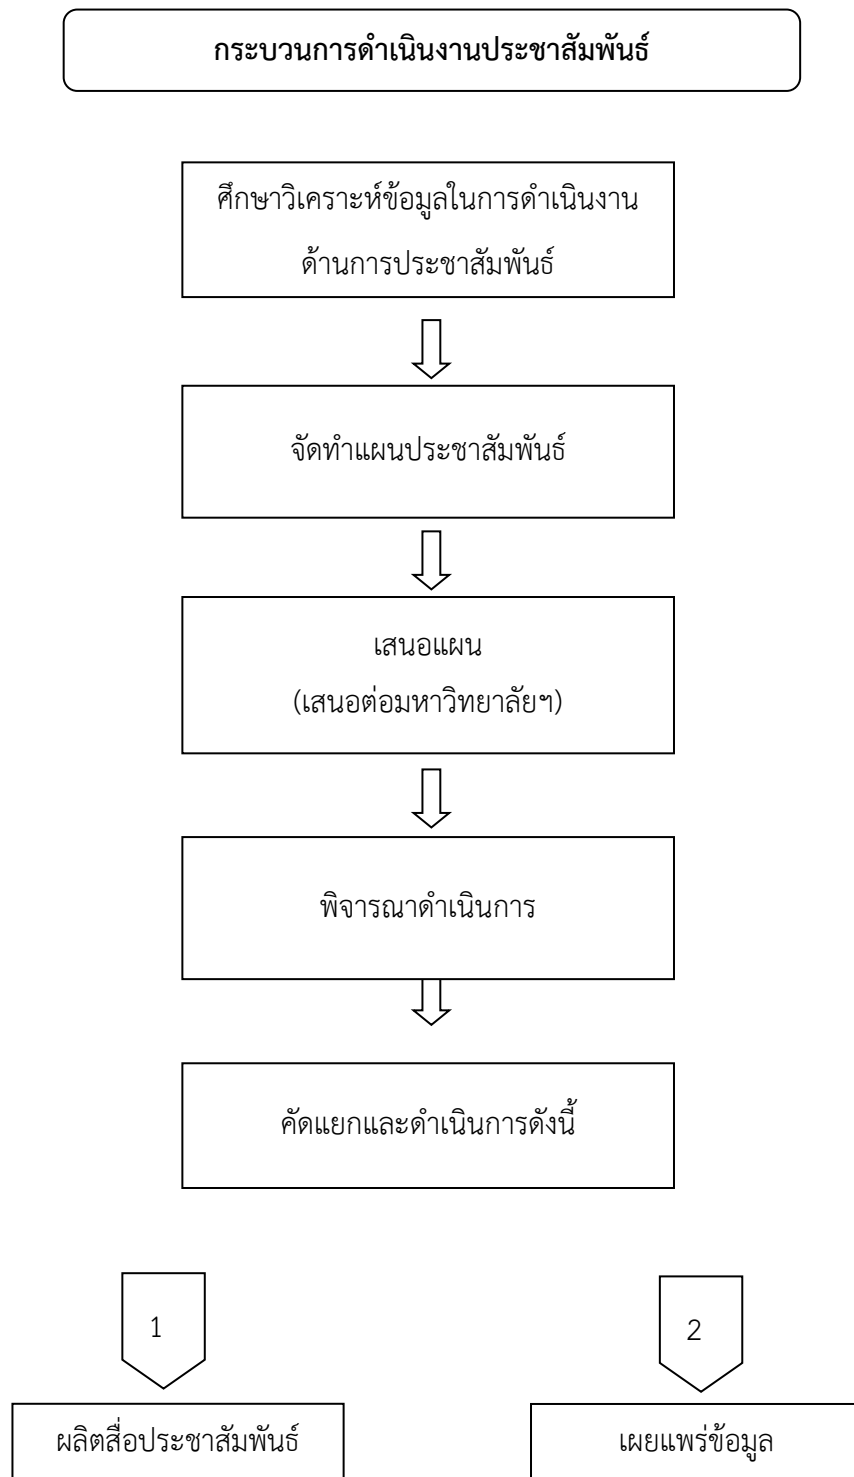 กระบวนการดำเนินงานประชาสัมพันธ์
ศึกษาวิเคราะห์ข้อมูลในการดำเนินงาน
ด้านการประชาสัมพันธ์
จัดทำแผนประชาสัมพันธ์
เสนอแผน
(เสนอต่อมหาวิทยาลัยฯ)
พิจารณาดำเนินการ
คัดแยกและดำเนินการดังนี้
1
2
ผลิตสื่อประชาสัมพันธ์
เผยแพร่ข้อมูล